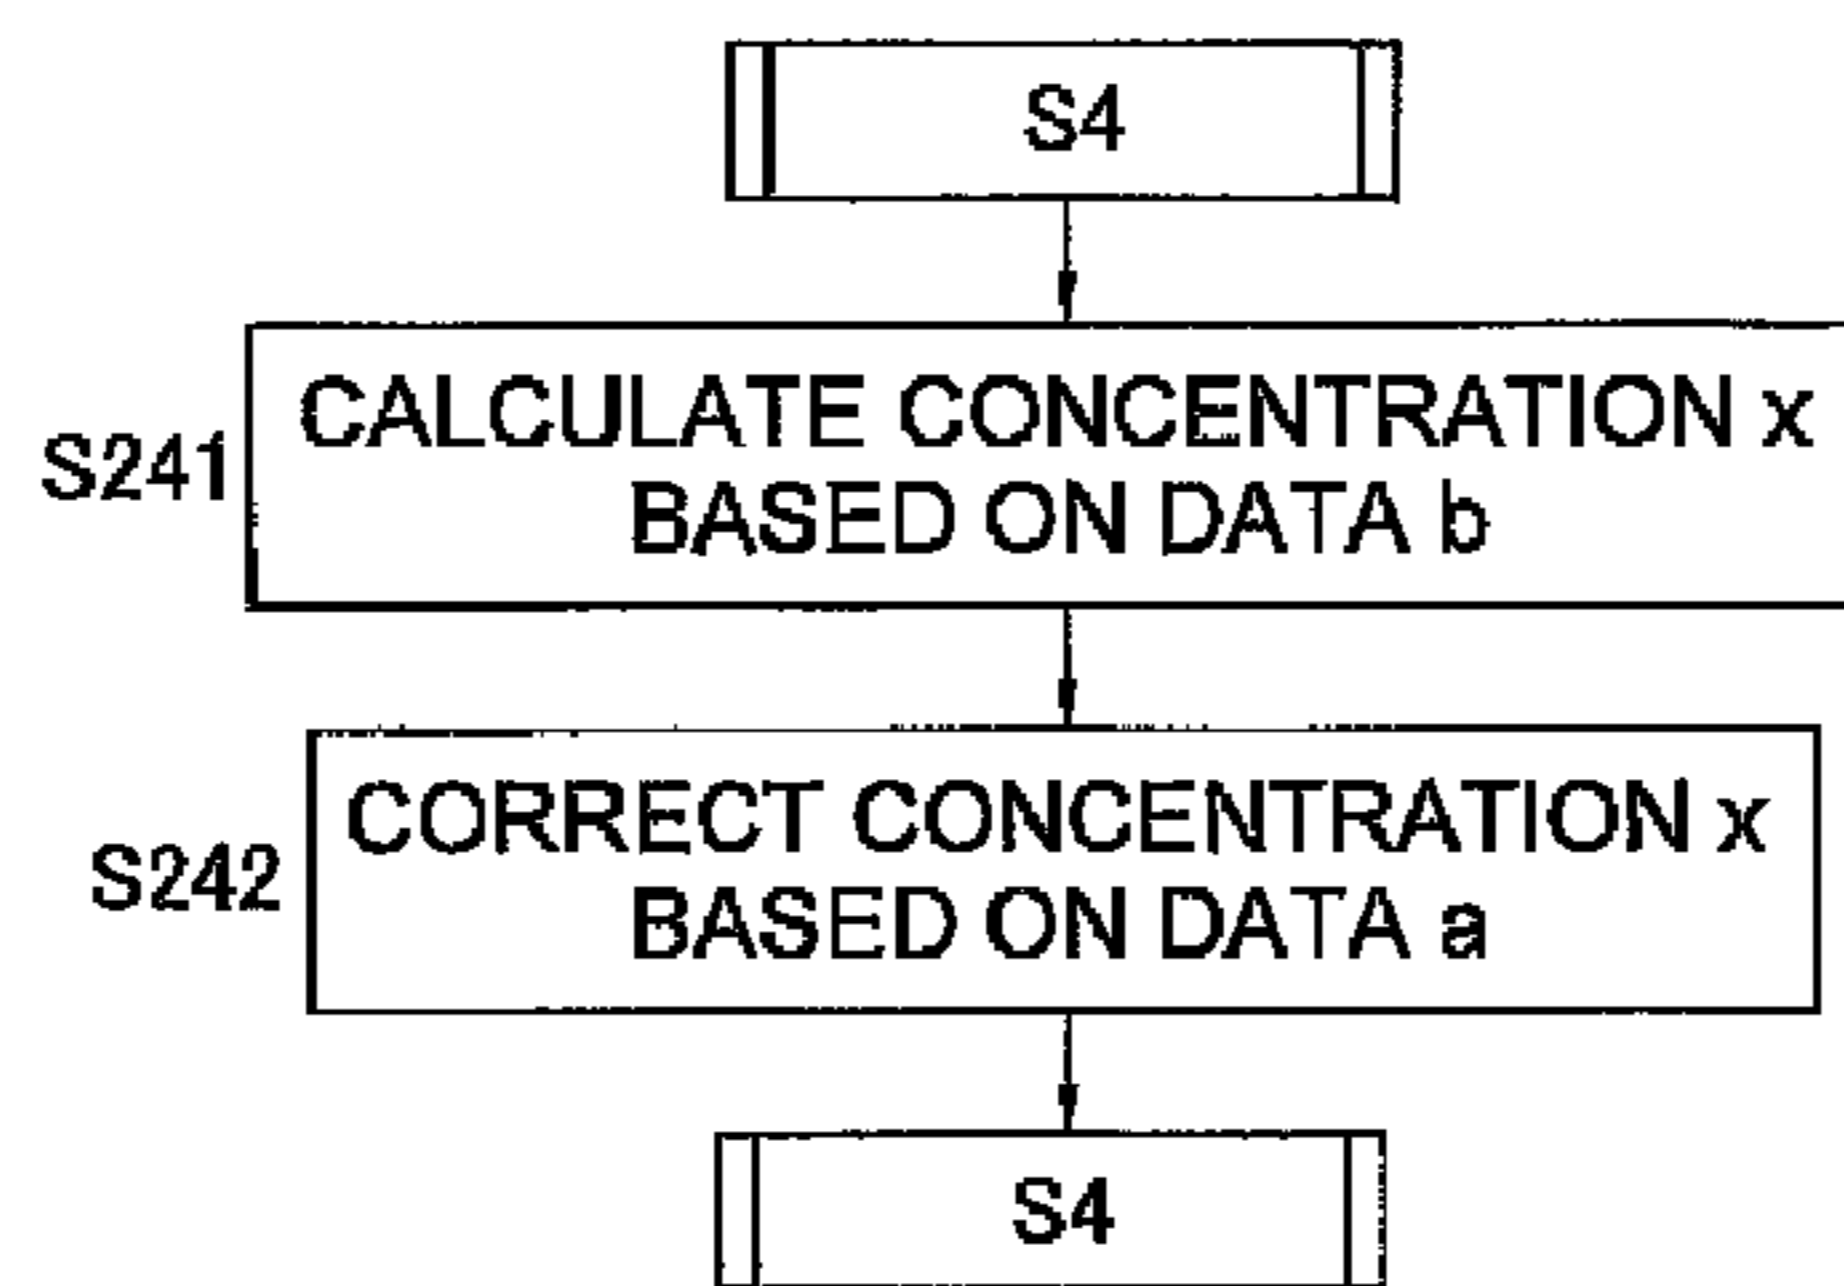 S4
S241
CALCULATE CONCENTRATION x
BASED ON DATA b
S242
CORRECT CONCENTRATION x
BASED ON DATA a
S4